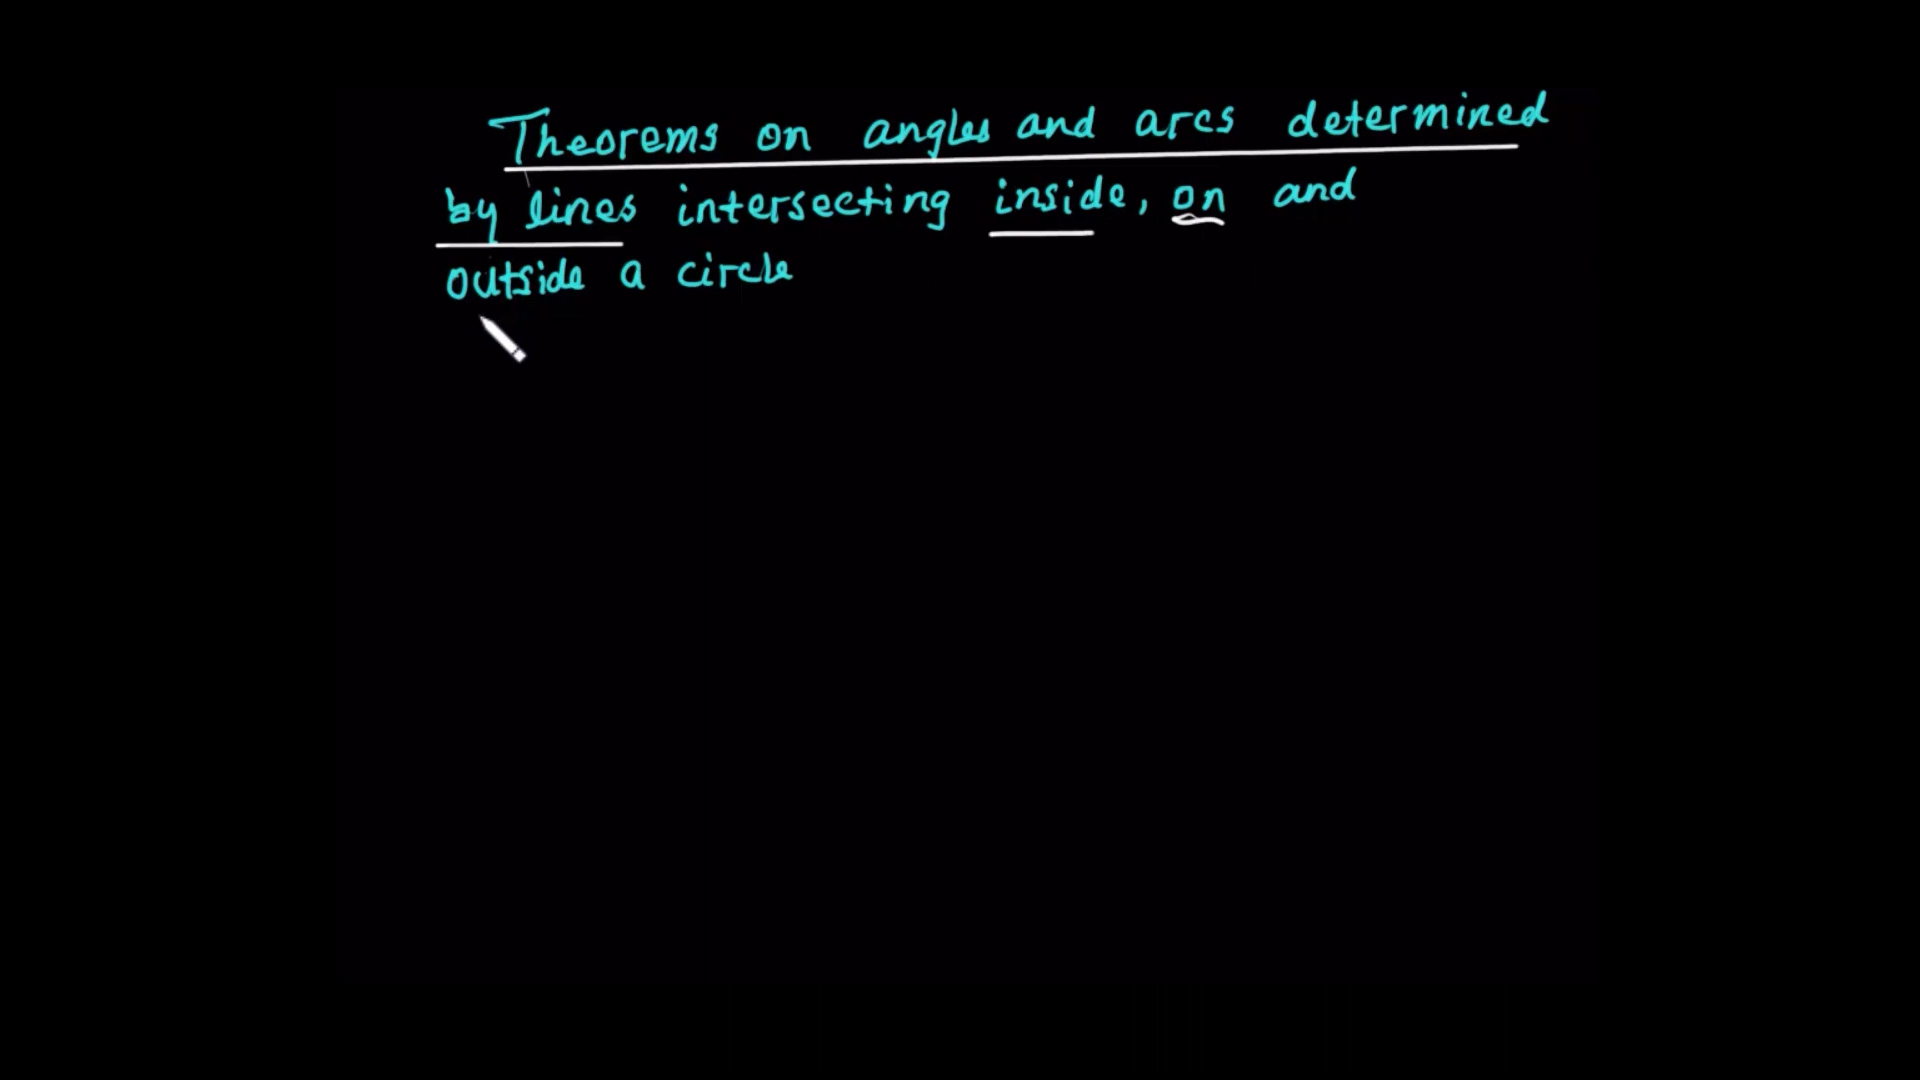 Theorems on angles and arcs determined
by lines intersecting inside, on and
outside a circle